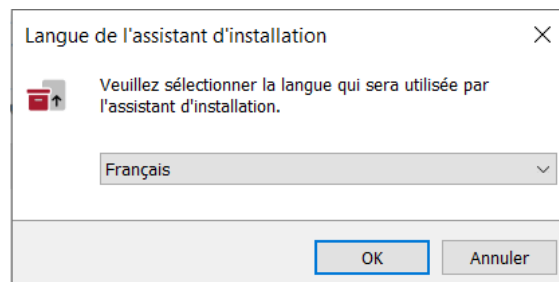 Langue de l'assistant d'installation
Veuillez sélectionner la langue qui sera utilisée par
l'assistant d'installation.
Français
OK
Annuler